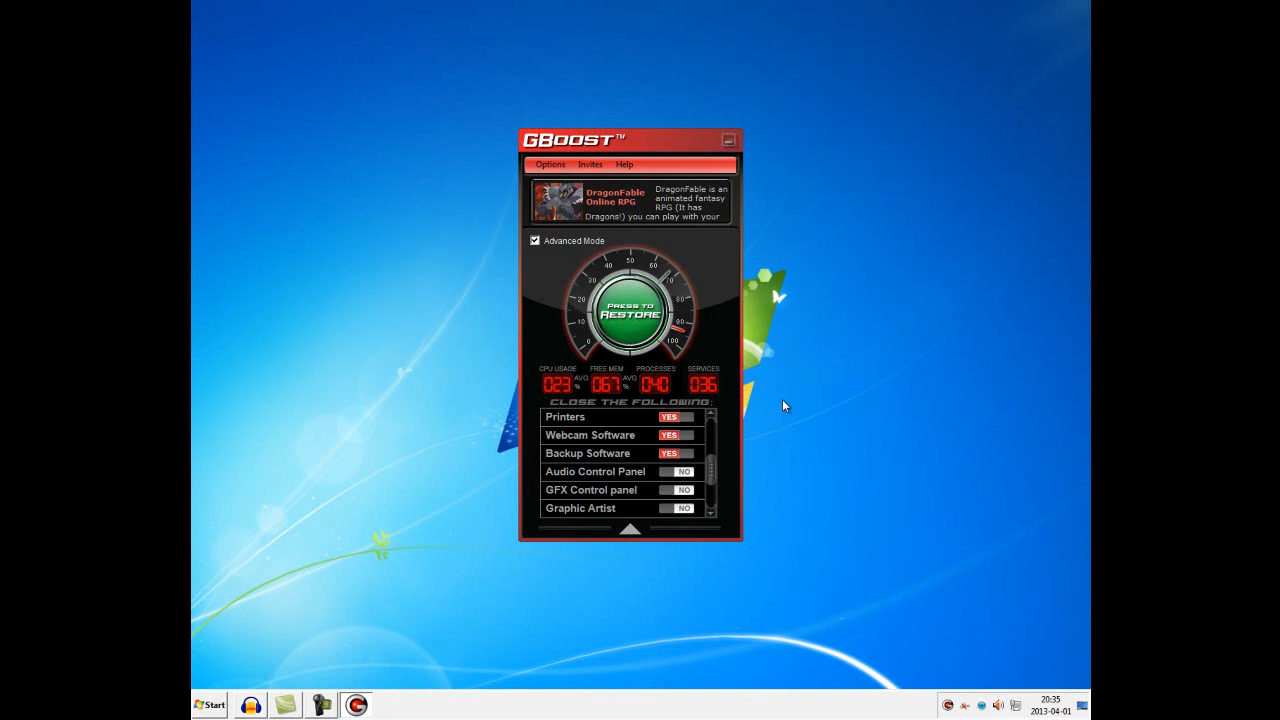 GBOOST™
Options Invites Help
DragonFable
Online RPG
DragonFable is an
animated fantasy
RPG (It has
Dragons!) you can play with your
Advanced Mode
0 10 20 30 40 50 60 70 80 90 100
PRESS TO
RESTORE
CPU USAGE FREE MEM PROCESSES SERVICES
023 AVG % 067 AVG % 040 036
CLOSE THE FOLLOWING:
Printers YES
Webcam Software YES
Backup Software YES
Audio Control Panel NO
GFX Control panel NO
Graphic Artist NO
Start
20:35
2013-04-01